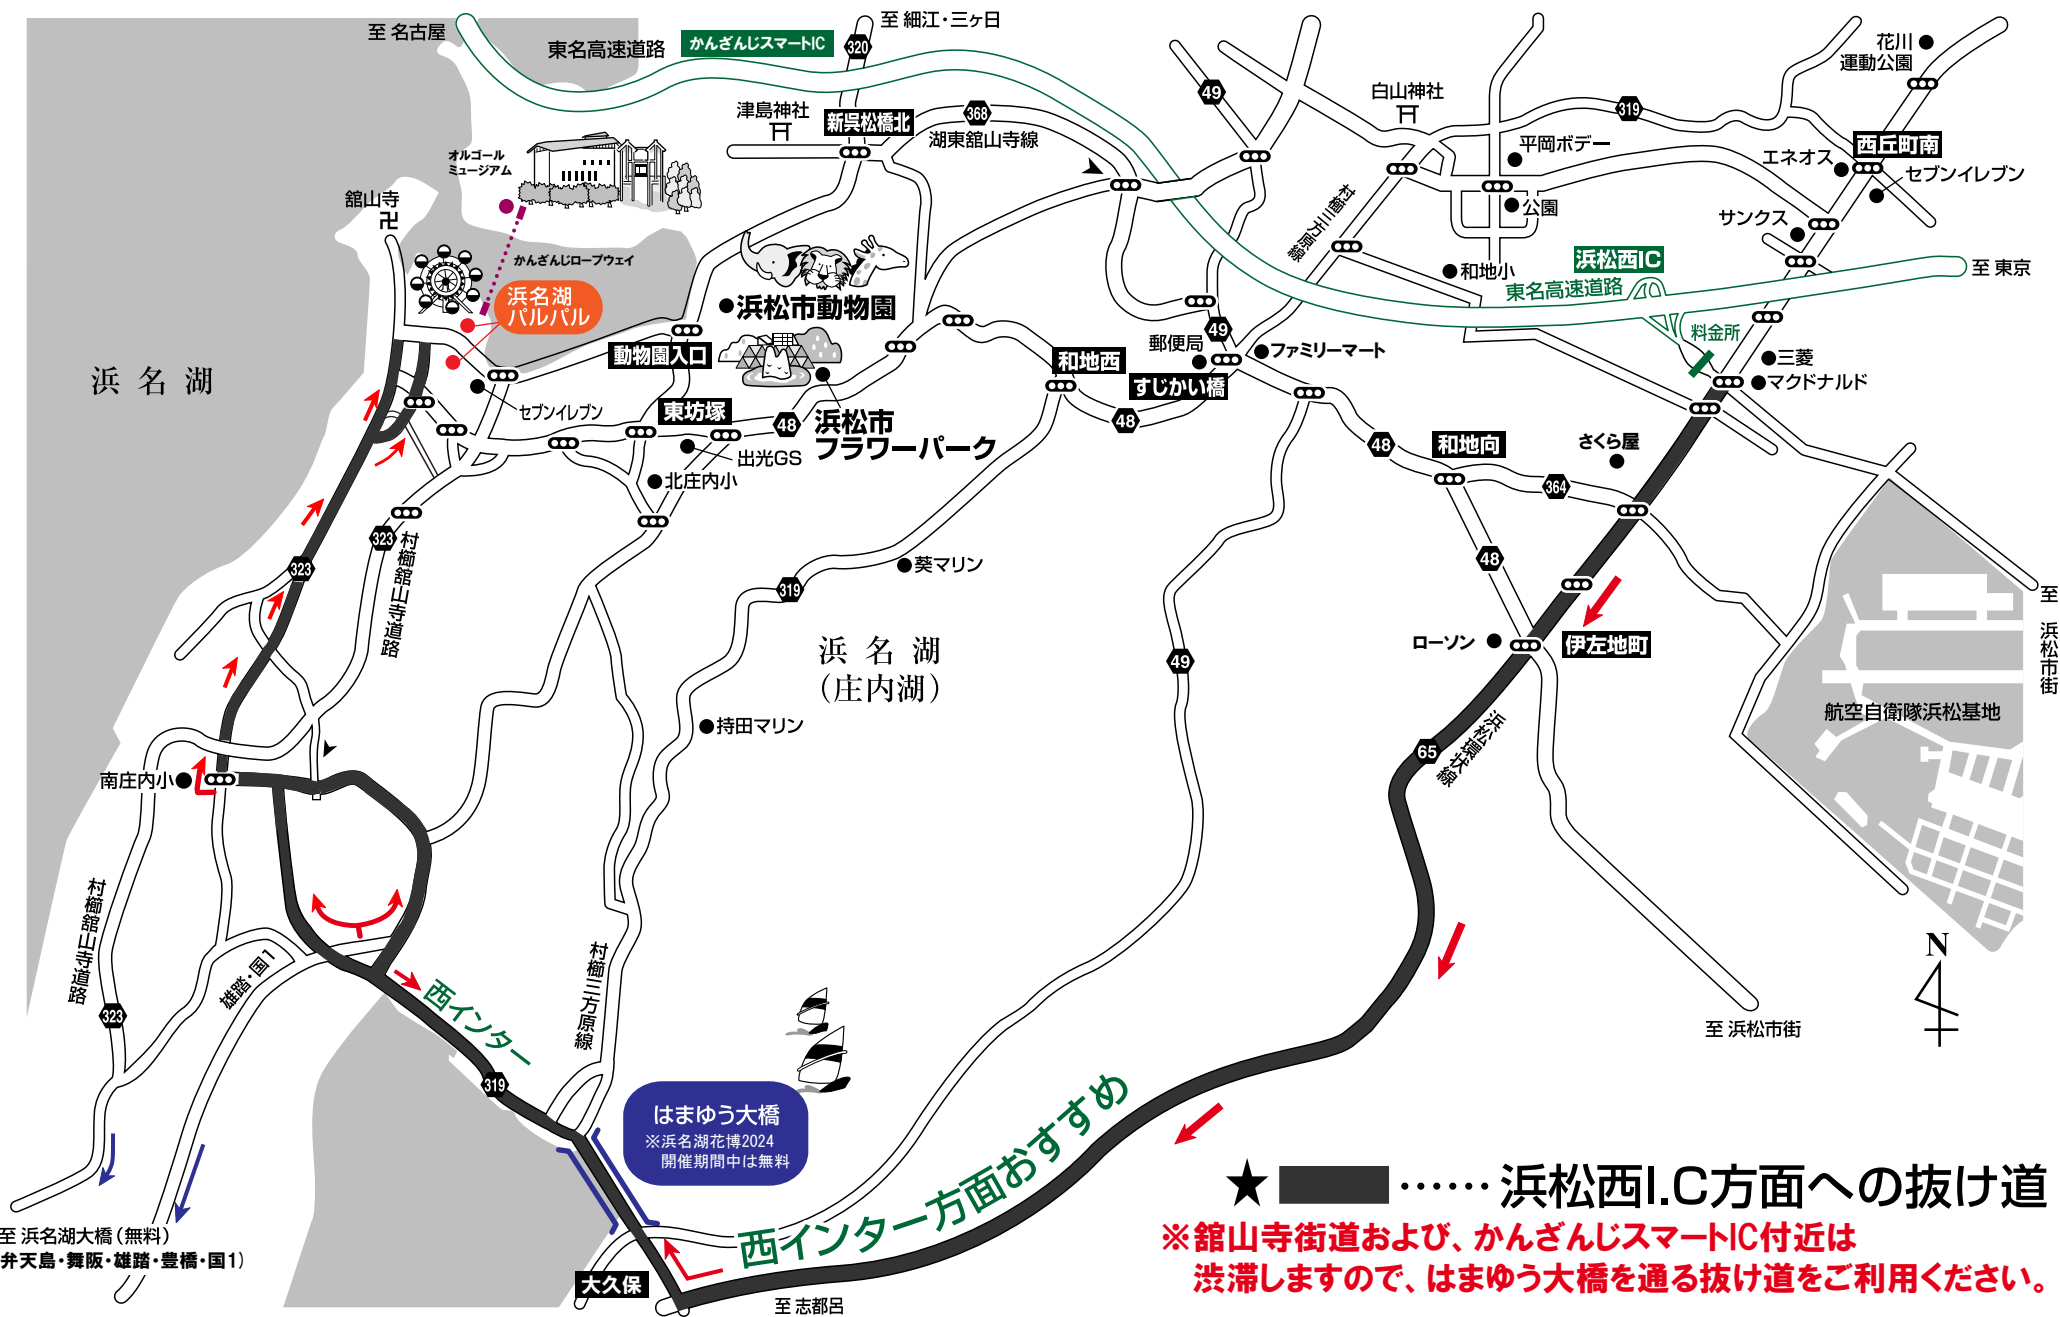 至 名古屋
東名高速道路
かんざんじスマートIC
320
至 細江・三ヶ日
49
白山神社
319
花川
運動公園
津島神社
新呉松橋北
368
湖東舘山寺線
平岡ボデー
エネオス
西丘町南
セブンイレブン
オルゴール
ミュージアム
舘山寺
卍
かんざんじロープウェイ
浜名湖
パルパル
浜松市動物園
村櫛三方原線
公園
サンクス
和地小
浜松西IC
東名高速道路
至 東京
料金所
三菱
マクドナルド
動物園入口
郵便局
49
ファミリーマート
和地西
すじかい橋
浜名湖
セブンイレブン
東坊塚
48
浜松市
フラワーパーク
48
48
和地向
さくら屋
出光GS
北庄内小
364
323
323
村櫛舘山寺道路
葵マリン
319
48
至 浜松市街
ローソン
伊左地町
浜名湖
(庄内湖)
49
持田マリン
航空自衛隊浜松基地
65
浜松環状線
南庄内小
村櫛舘山寺道路
323
雄踏・国1
西インター
村櫛三方原線
N
至 浜松市街
319
はまゆう大橋
※浜名湖花博2024
開催期間中は無料
西インター方面おすすめ
至 浜名湖大橋(無料)
弁天島・舞阪・雄踏・豊橋・国1)
大久保
至 志都呂
★ ……浜松西I.C方面への抜け道
※舘山寺街道および、かんざんじスマートIC付近は
渋滞しますので、はまゆう大橋を通る抜け道をご利用ください。